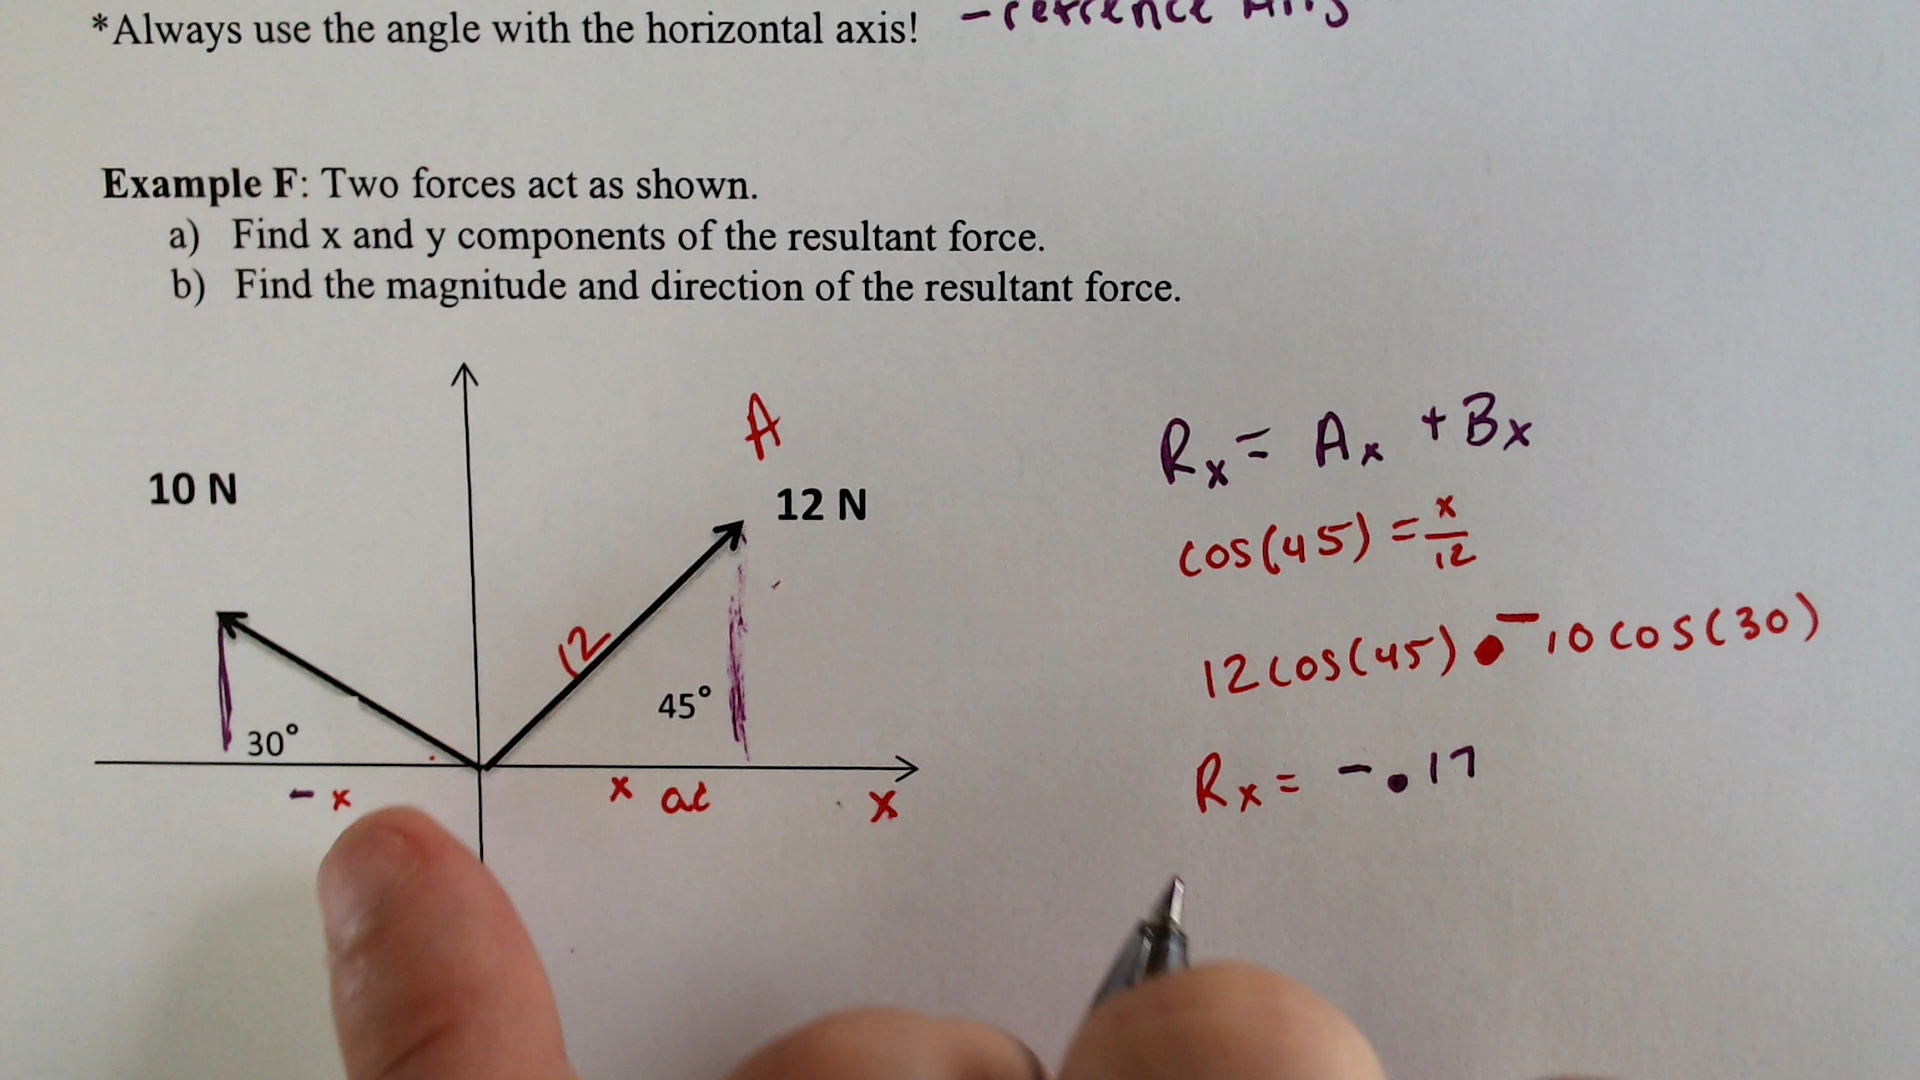 *Always use the angle with the horizontal axis!
Example F: Two forces act as shown.
a) Find x and y components of the resultant force.
b) Find the magnitude and direction of the resultant force.
A
10 N
12 N
12
45°
30°
- x
x
x
Rx = Ax + Bx
cos(45) = x/12
12cos(45) • -10cos(30)
Rx = -.17